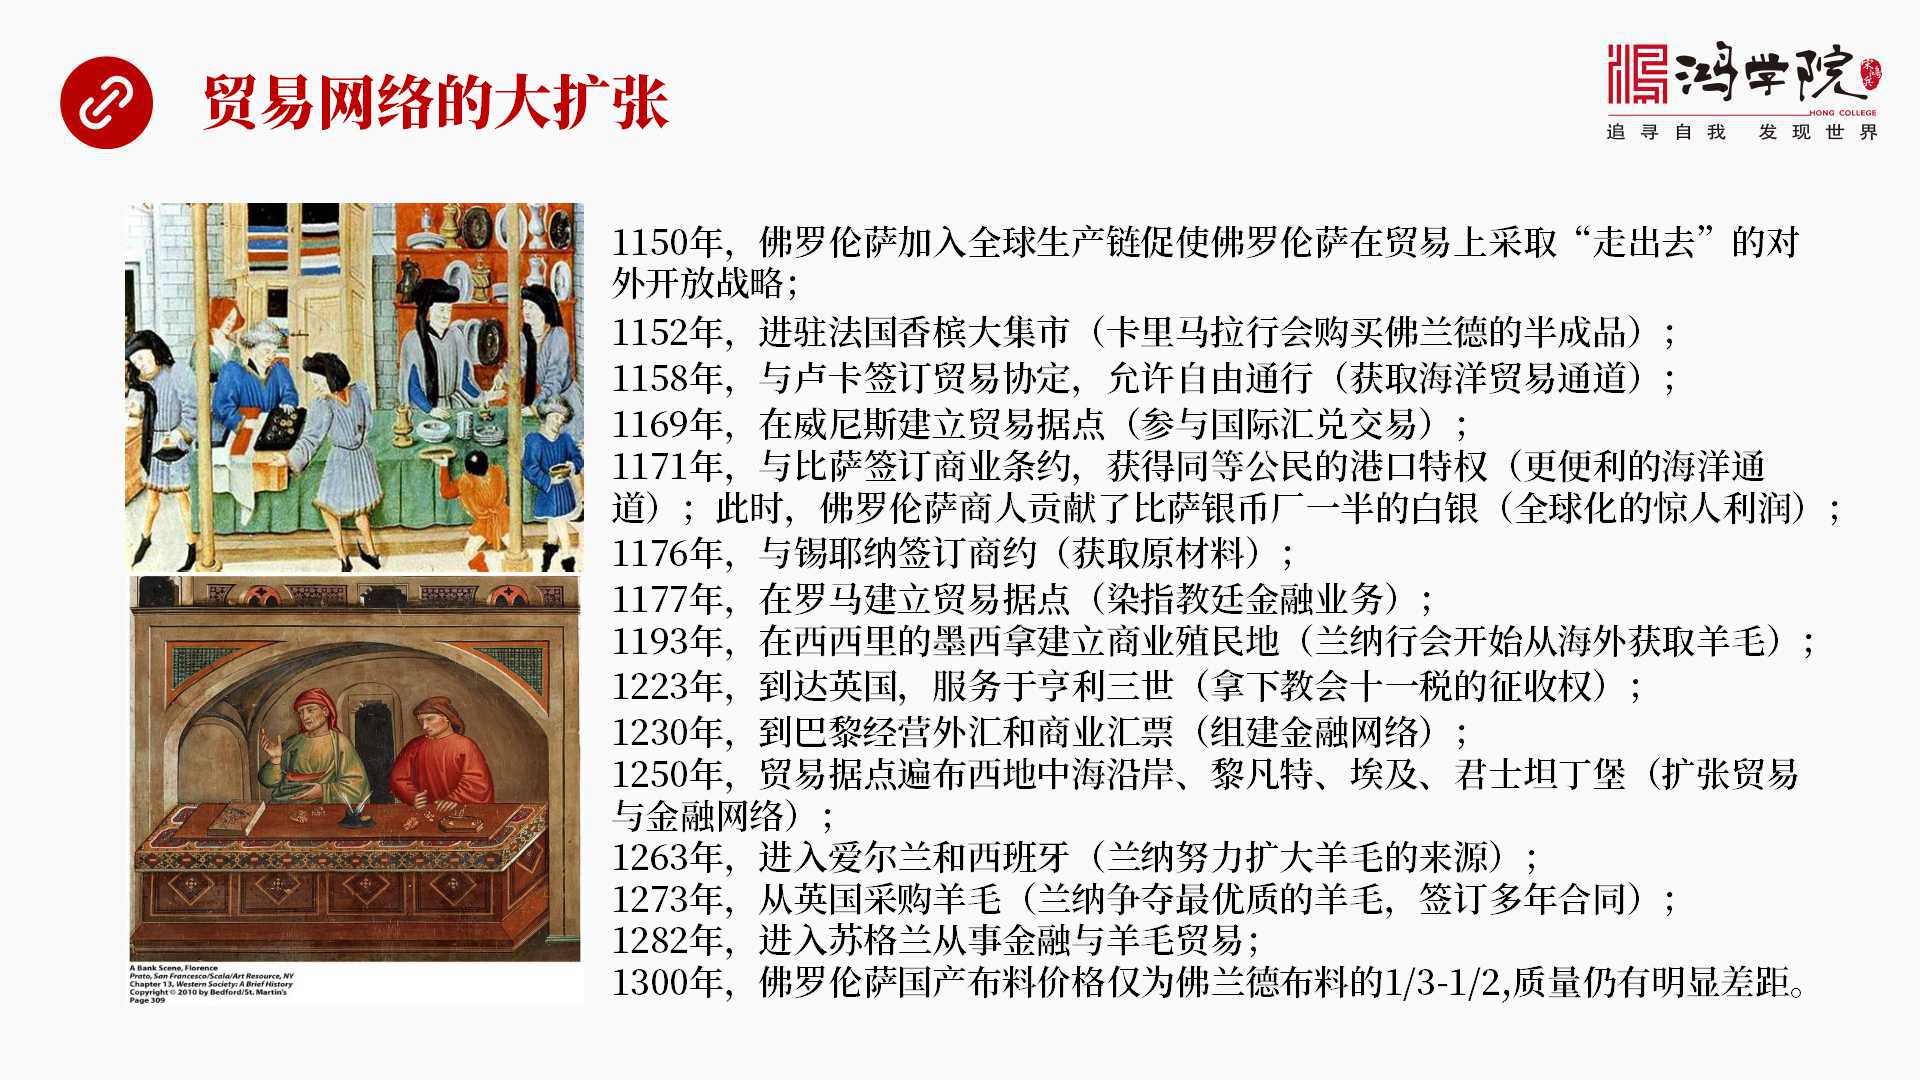 贸易网络的大扩张
鸿学院
宋鸿兵
HONG COLLEGE
追寻自我 发现世界
1150年，佛罗伦萨加入全球生产链促使佛罗伦萨在贸易上采取“走出去”的对
外开放战略；
1152年，进驻法国香槟大集市（卡里马拉行会购买佛兰德的半成品）；
1158年，与卢卡签订贸易协定，允许自由通行（获取海洋贸易通道）；
1169年，在威尼斯建立贸易据点（参与国际汇兑交易）；
1171年，与比萨签订商业条约，获得同等公民的港口特权（更便利的海洋通
道）；此时，佛罗伦萨商人贡献了比萨银币厂一半的白银（全球化的惊人利润）；
1176年，与锡耶纳签订商约（获取原材料）；
1177年，在罗马建立贸易据点（染指教廷金融业务）；
1193年，在西西里的墨西拿建立商业殖民地（兰纳行会开始从海外获取羊毛）；
1223年，到达英国，服务于亨利三世（拿下教会十一税的征收权）；
1230年，到巴黎经营外汇和商业汇票（组建金融网络）；
1250年，贸易据点遍布西地中海沿岸、黎凡特、埃及、君士坦丁堡（扩张贸易
与金融网络）；
1263年，进入爱尔兰和西班牙（兰纳努力扩大羊毛的来源）；
1273年，从英国采购羊毛（兰纳争夺最优质的羊毛，签订多年合同）；
1282年，进入苏格兰从事金融与羊毛贸易；
1300年，佛罗伦萨国产布料价格仅为佛兰德布料的1/3-1/2,质量仍有明显差距。
A Bank Scene, Florence
Prato, San Francesco/Scala/Art Resource, NY
Chapter 13, Western Society: A Brief History
Copyright © 2010 by Bedford/St. Martin's
Page 309